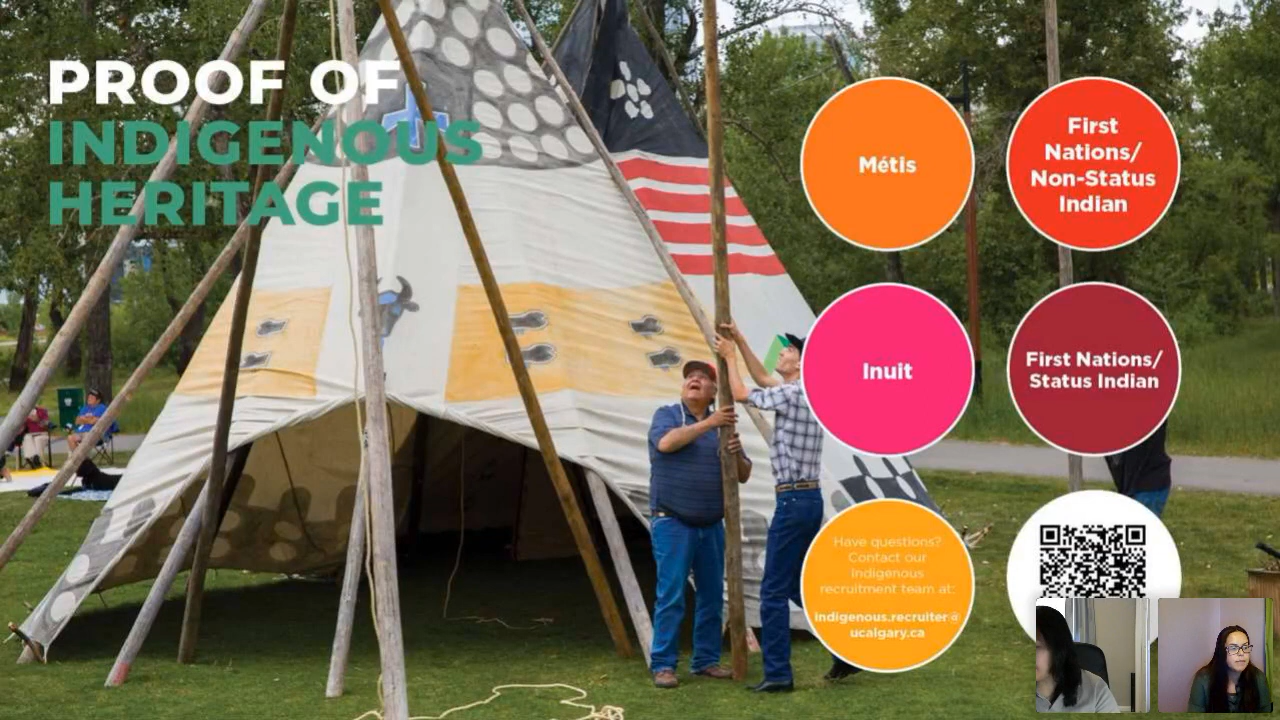 PROOF OF
INDIGENOUS
HERITAGE
Métis
First
Nations/
Non-Status
Indian
Inuit
First Nations/
Status Indian
Have questions?
Contact our
Indigenous
recruitment team at:
indigenous.recruiter@
ucalgary.ca